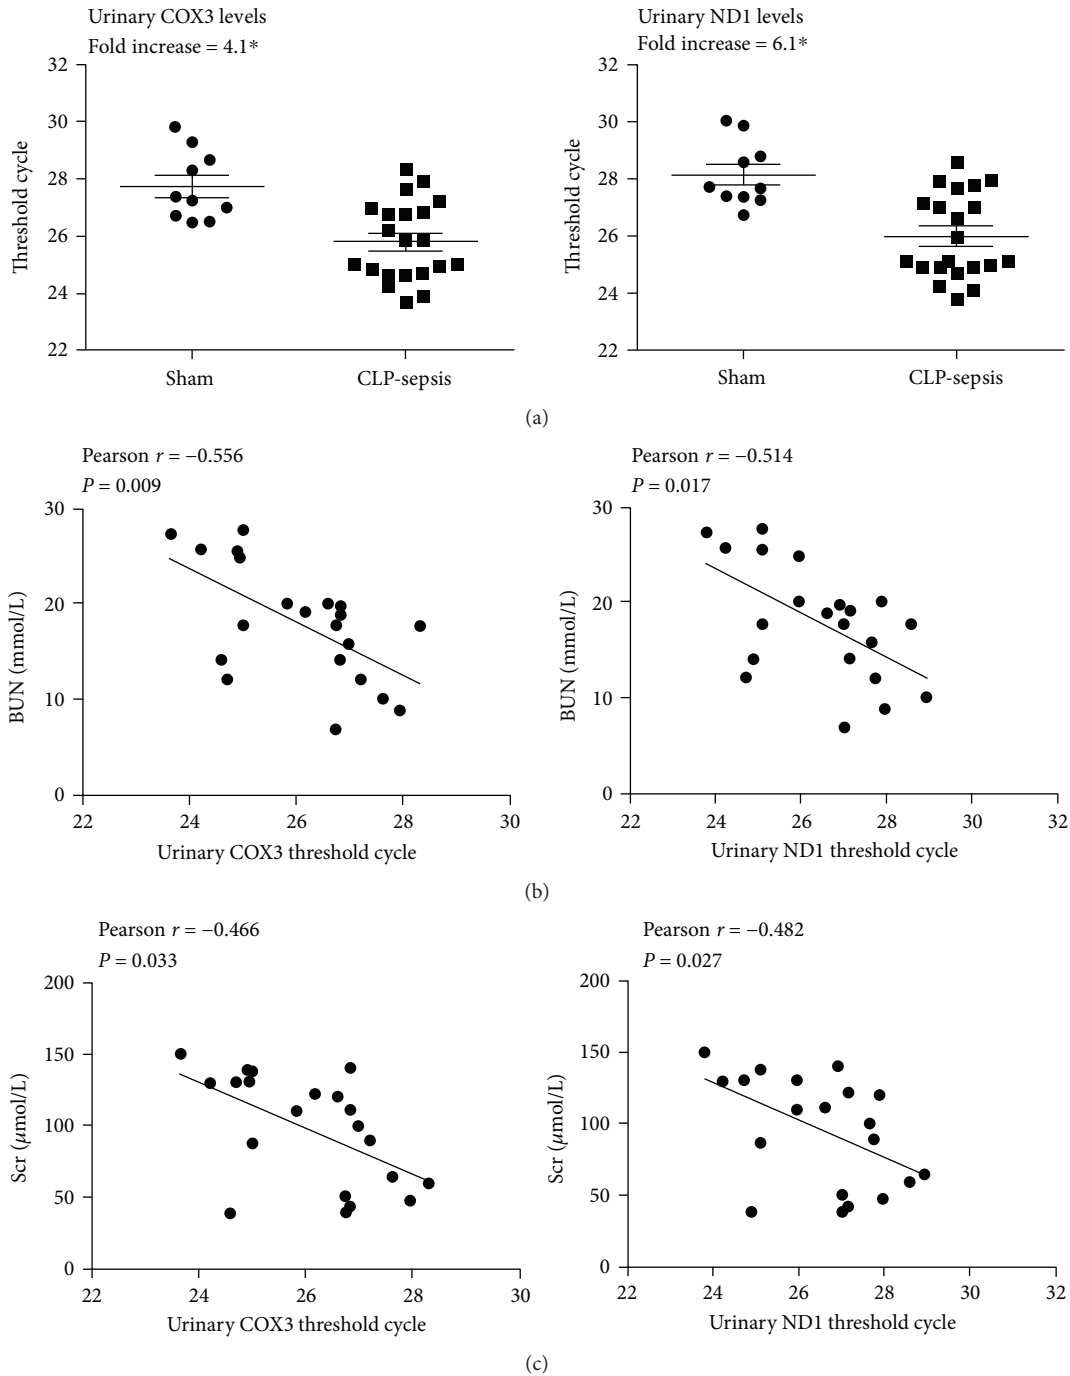 Urinary COX3 levels
Fold increase = 4.1*
32
30
28
26
24
22
Threshold cycle
Sham
CLP-sepsis
Urinary ND1 levels
Fold increase = 6.1*
32
30
28
26
24
22
Threshold cycle
Sham
CLP-sepsis
(a)
Pearson r = −0.556
P = 0.009
30
20
10
0
BUN (mmol/L)
22 24 26 28 30
Urinary COX3 threshold cycle
Pearson r = −0.514
P = 0.017
30
20
10
0
BUN (mmol/L)
22 24 26 28 30 32
Urinary ND1 threshold cycle
(b)
Pearson r = −0.466
P = 0.033
200
150
100
50
0
Scr (μmol/L)
22 24 26 28 30
Urinary COX3 threshold cycle
Pearson r = −0.482
P = 0.027
200
150
100
50
0
Scr (μmol/L)
22 24 26 28 30 32
Urinary ND1 threshold cycle
(c)